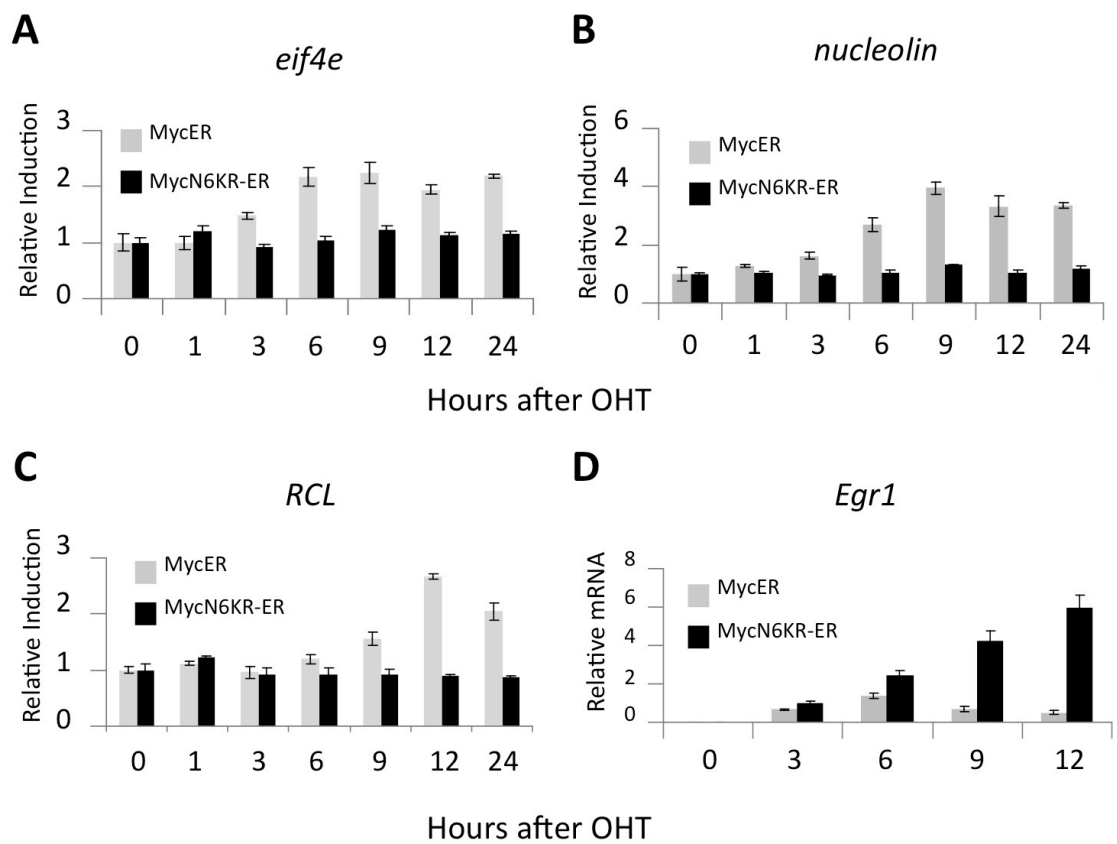 A
eif4e
Relative Induction
3
2
1
0
MycER
MycN6KR-ER
0 1 3 6 9 12 24
B
nucleolin
Relative Induction
6
4
2
0
MycER
MycN6KR-ER
0 1 3 6 9 12 24
Hours after OHT
C
RCL
Relative Induction
3
2
1
0
MycER
MycN6KR-ER
0 1 3 6 9 12 24
D
Egr1
Relative mRNA
8
6
4
2
0
MycER
MycN6KR-ER
0 3 6 9 12
Hours after OHT